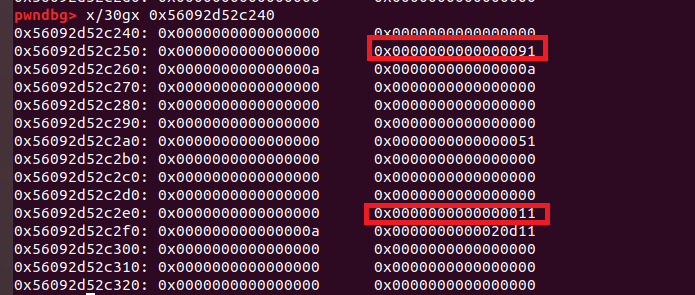 pwndbg> x/30gx 0x56092d52c240
0x56092d52c240: 0x0000000000000000 0x0000000000000000
0x56092d52c250: 0x0000000000000000 0x0000000000000091
0x56092d52c260: 0x000000000000000a 0x000000000000000a
0x56092d52c270: 0x0000000000000000 0x0000000000000000
0x56092d52c280: 0x0000000000000000 0x0000000000000000
0x56092d52c290: 0x0000000000000000 0x0000000000000000
0x56092d52c2a0: 0x0000000000000000 0x0000000000000051
0x56092d52c2b0: 0x0000000000000000 0x0000000000000000
0x56092d52c2c0: 0x0000000000000000 0x0000000000000000
0x56092d52c2d0: 0x0000000000000000 0x0000000000000000
0x56092d52c2e0: 0x0000000000000000 0x0000000000000011
0x56092d52c2f0: 0x000000000000000a 0x0000000000020d11
0x56092d52c300: 0x0000000000000000 0x0000000000000000
0x56092d52c310: 0x0000000000000000 0x0000000000000000
0x56092d52c320: 0x0000000000000000 0x0000000000000000